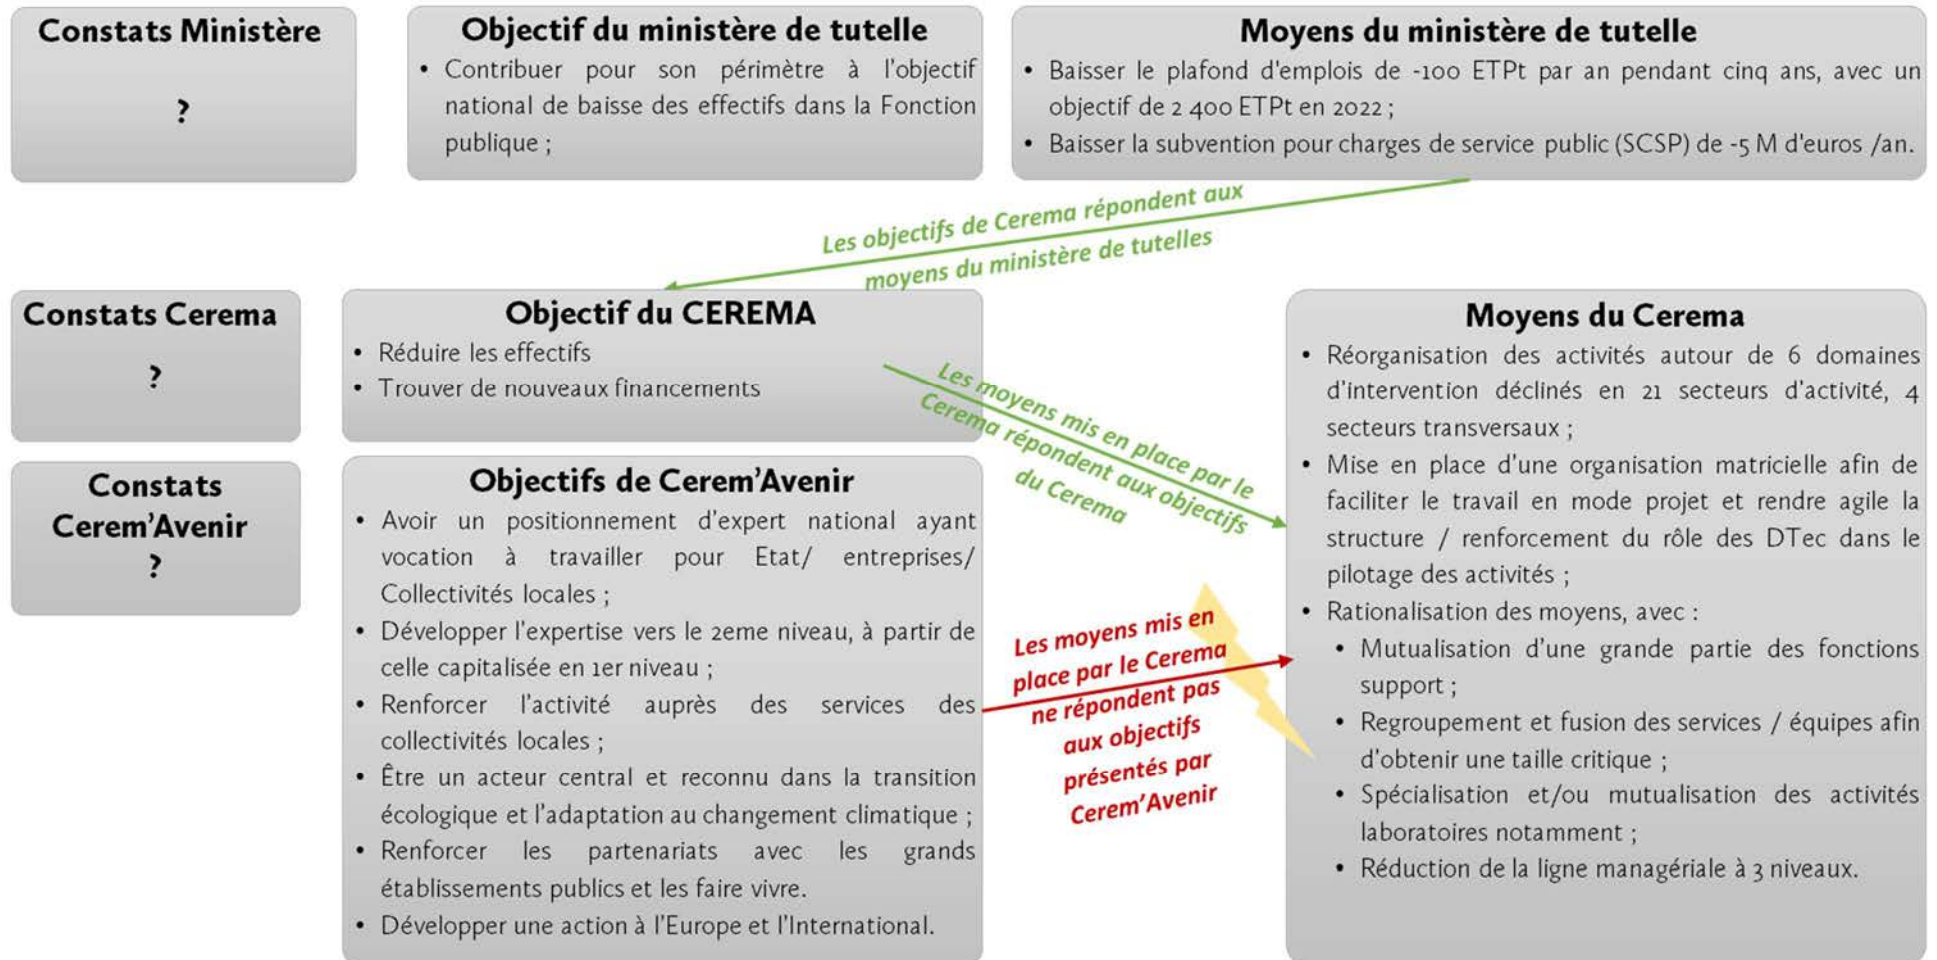 Constats Ministère
?
Objectif du ministère de tutelle
• Contribuer pour son périmètre à l'objectif
national de baisse des effectifs dans la Fonction
publique ;
Moyens du ministère de tutelle
• Baisser le plafond d'emplois de -100 ETPt par an pendant cinq ans, avec un
objectif de 2 400 ETPt en 2022 ;
• Baisser la subvention pour charges de service public (SCSP) de -5 M d'euros /an.
Les objectifs de Cerema répondent aux
moyens du ministère de tutelles
Constats Cerema
?
Objectif du CEREMA
• Réduire les effectifs
• Trouver de nouveaux financements
Les moyens mis en place par le
Cerema répondent aux objectifs
du Cerema
Constats
Cerem'Avenir
?
Objectifs de Cerem'Avenir
• Avoir un positionnement d'expert national ayant
vocation à travailler pour Etat/ entreprises/
Collectivités locales ;
• Développer l'expertise vers le 2eme niveau, à partir de
celle capitalisée en 1er niveau ;
• Renforcer l'activité auprès des services des
collectivités locales ;
• Être un acteur central et reconnu dans la transition
écologique et l'adaptation au changement climatique ;
• Renforcer les partenariats avec les grands
établissements publics et les faire vivre.
• Développer une action à l'Europe et l'International.
Les moyens mis en
place par le Cerema
ne répondent pas
aux objectifs
présentés par
Cerem'Avenir
Moyens du Cerema
• Réorganisation des activités autour de 6 domaines
d'intervention déclinés en 21 secteurs d'activité, 4
secteurs transversaux ;
• Mise en place d'une organisation matricielle afin de
faciliter le travail en mode projet et rendre agile la
structure / renforcement du rôle des DTec dans le
pilotage des activités ;
• Rationalisation des moyens, avec :
• Mutualisation d'une grande partie des fonctions
support ;
• Regroupement et fusion des services / équipes afin
d'obtenir une taille critique ;
• Spécialisation et/ou mutualisation des activités
laboratoires notamment ;
• Réduction de la ligne managériale à 3 niveaux.